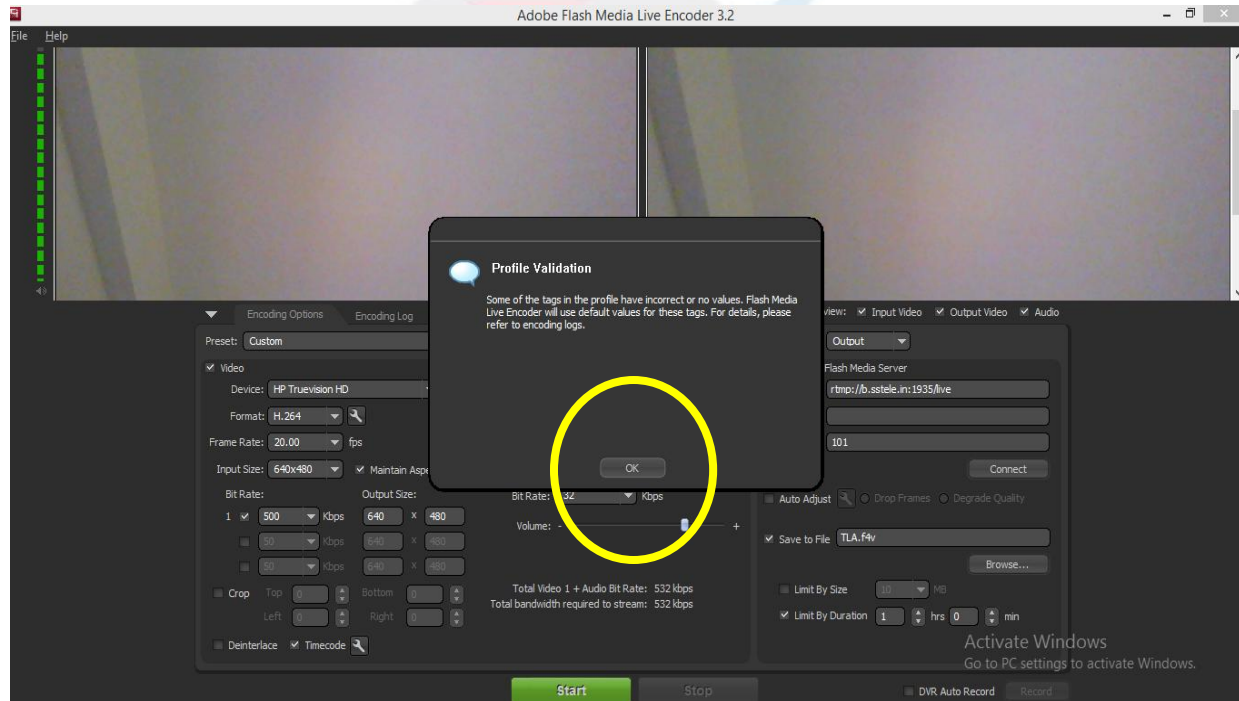 Adobe Flash Media Live Encoder 3.2
File Help
Encoding Options Encoding Log
view: Input Video Output Video Audio
Profile Validation
Some of the tags in the profile have incorrect or no values. Flash Media
Live Encoder will use default values for these tags. For details, please
refer to encoding logs.
OK
Preset: Custom
Output
Video
Flash Media Server
Device: HP Truevision HD
rtmp://b.sstele.in:1935/live
Format: H.264
Frame Rate: 20.00 fps
101
Input Size: 640x480 Maintain Aspe
Connect
Bit Rate: Output Size:
Bit Rate: 32 Kbps
Auto Adjust Drop Frames Degrade Quality
1 500 Kbps 640 x 480
Volume: - +
50 Kbps 640 x 480
Save to File TLA.f4v
50 Kbps 640 x 480
Browse...
Crop Top 0 Bottom 0
Total Video 1 + Audio Bit Rate: 532 kbps
Limit By Size 10 MB
Left 0 Right 0
Total bandwidth required to stream: 532 kbps
Limit By Duration 1 hrs 0 min
Deinterlace Timecode
Activate Windows
Go to PC settings to activate Windows.
Start Stop
DVR Auto Record Record